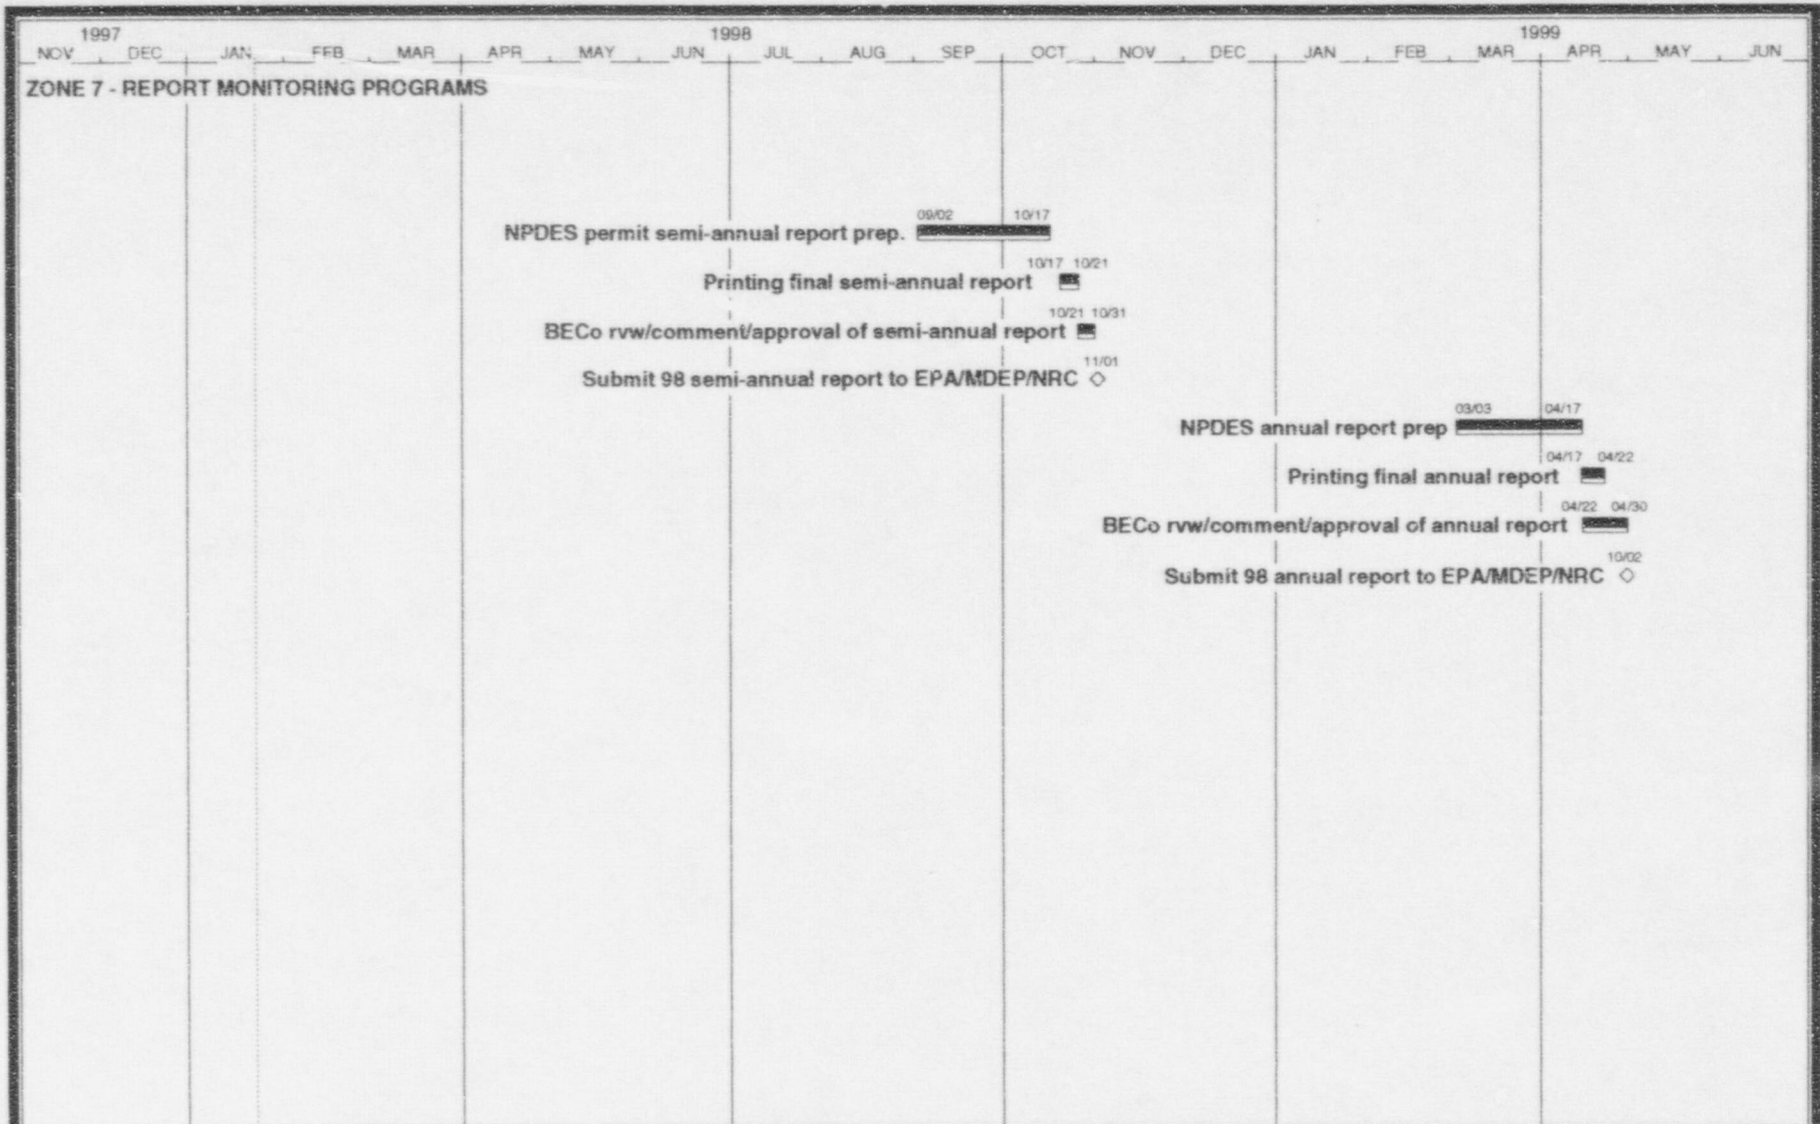 1997 1998 1999
NOV DEC JAN FEB MAR APR MAY JUN JUL AUG SEP OCT NOV DEC JAN FEB MAR APR MAY JUN
ZONE 7 - REPORT MONITORING PROGRAMS
09/02 10/17
NPDES permit semi-annual report prep.
10/17 10/21
Printing final semi-annual report
10/21 10/31
BECo rvw/comment/approval of semi-annual report
11/01
Submit 98 semi-annual report to EPA/MDEP/NRC
03/03 04/17
NPDES annual report prep
04/17 04/22
Printing final annual report
04/22 04/30
BECo rvw/comment/approval of annual report
10/02
Submit 98 annual report to EPA/MDEP/NRC